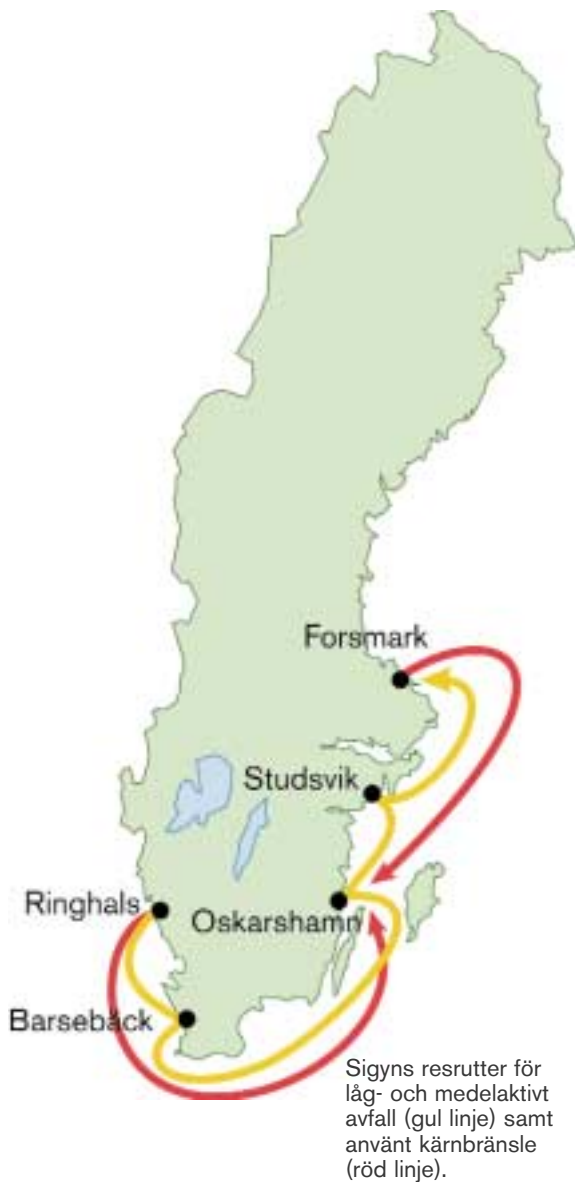 Forsmark
Studsvik
Ringhals
Oskarshamn
Barsebäck
Sigyns resrutter för
låg- och medelaktivt
avfall (gul linje) samt
använt kärnbränsle
(röd linje).